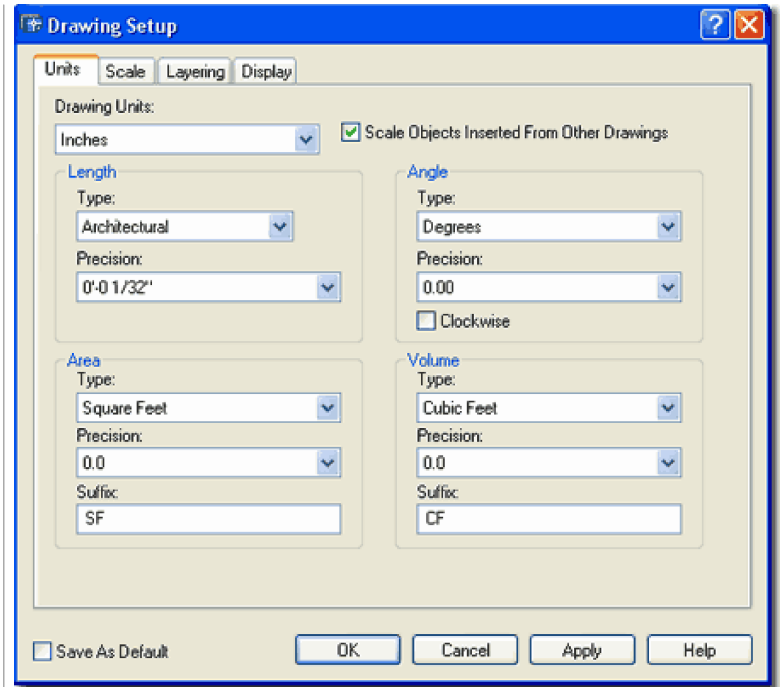 Drawing Setup
Units Scale Layering Display
Drawing Units:
Inches
Scale Objects Inserted From Other Drawings
Length
Type:
Architectural
Precision:
0'-0 1/32"
Angle
Type:
Degrees
Precision:
0.00
Clockwise
Area
Type:
Square Feet
Precision:
0.0
Suffix:
SF
Volume
Type:
Cubic Feet
Precision:
0.0
Suffix:
CF
Save As Default
OK Cancel Apply Help